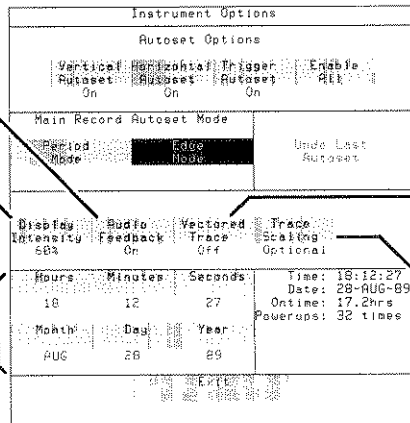 Instrument Options
Autoset Options
Vertical Horizontal Trigger Enable
Autoset Autoset Autoset All
On On On
Main Record Autoset Mode
Period Edge Undo Last
Mode Mode Autoset
Display Audio Vectored Trace
Intensity Feedback Trace Scaling
60% On Off Optional
Hours Minutes Seconds
18 12 27
Month Day Year
AUG 28 89
Time: 18:12:27
Date: 28-AUG-89
Ontime: 17.2hrs
Powerups: 32 times
Exit